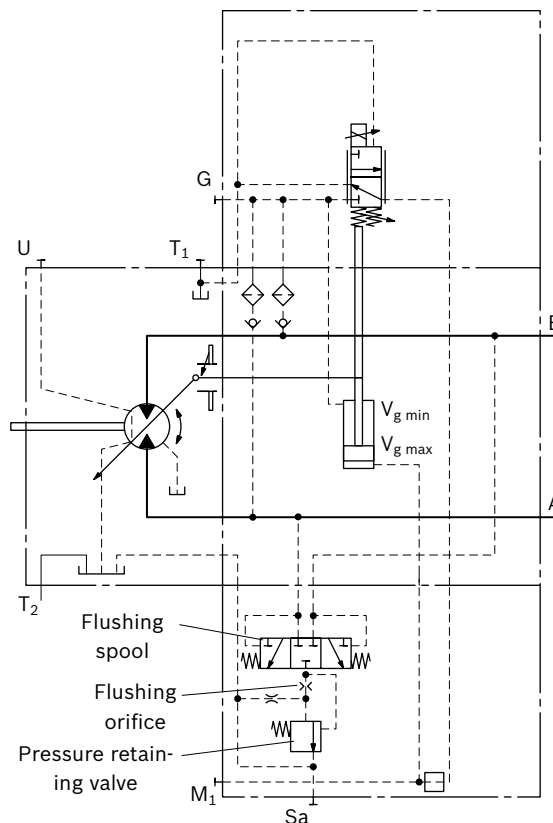 G
U
T1
B
Vg min
Vg max
A
T2
Flushing
spool
Flushing
orifice
Pressure retain-
ing valve
M1
Sa